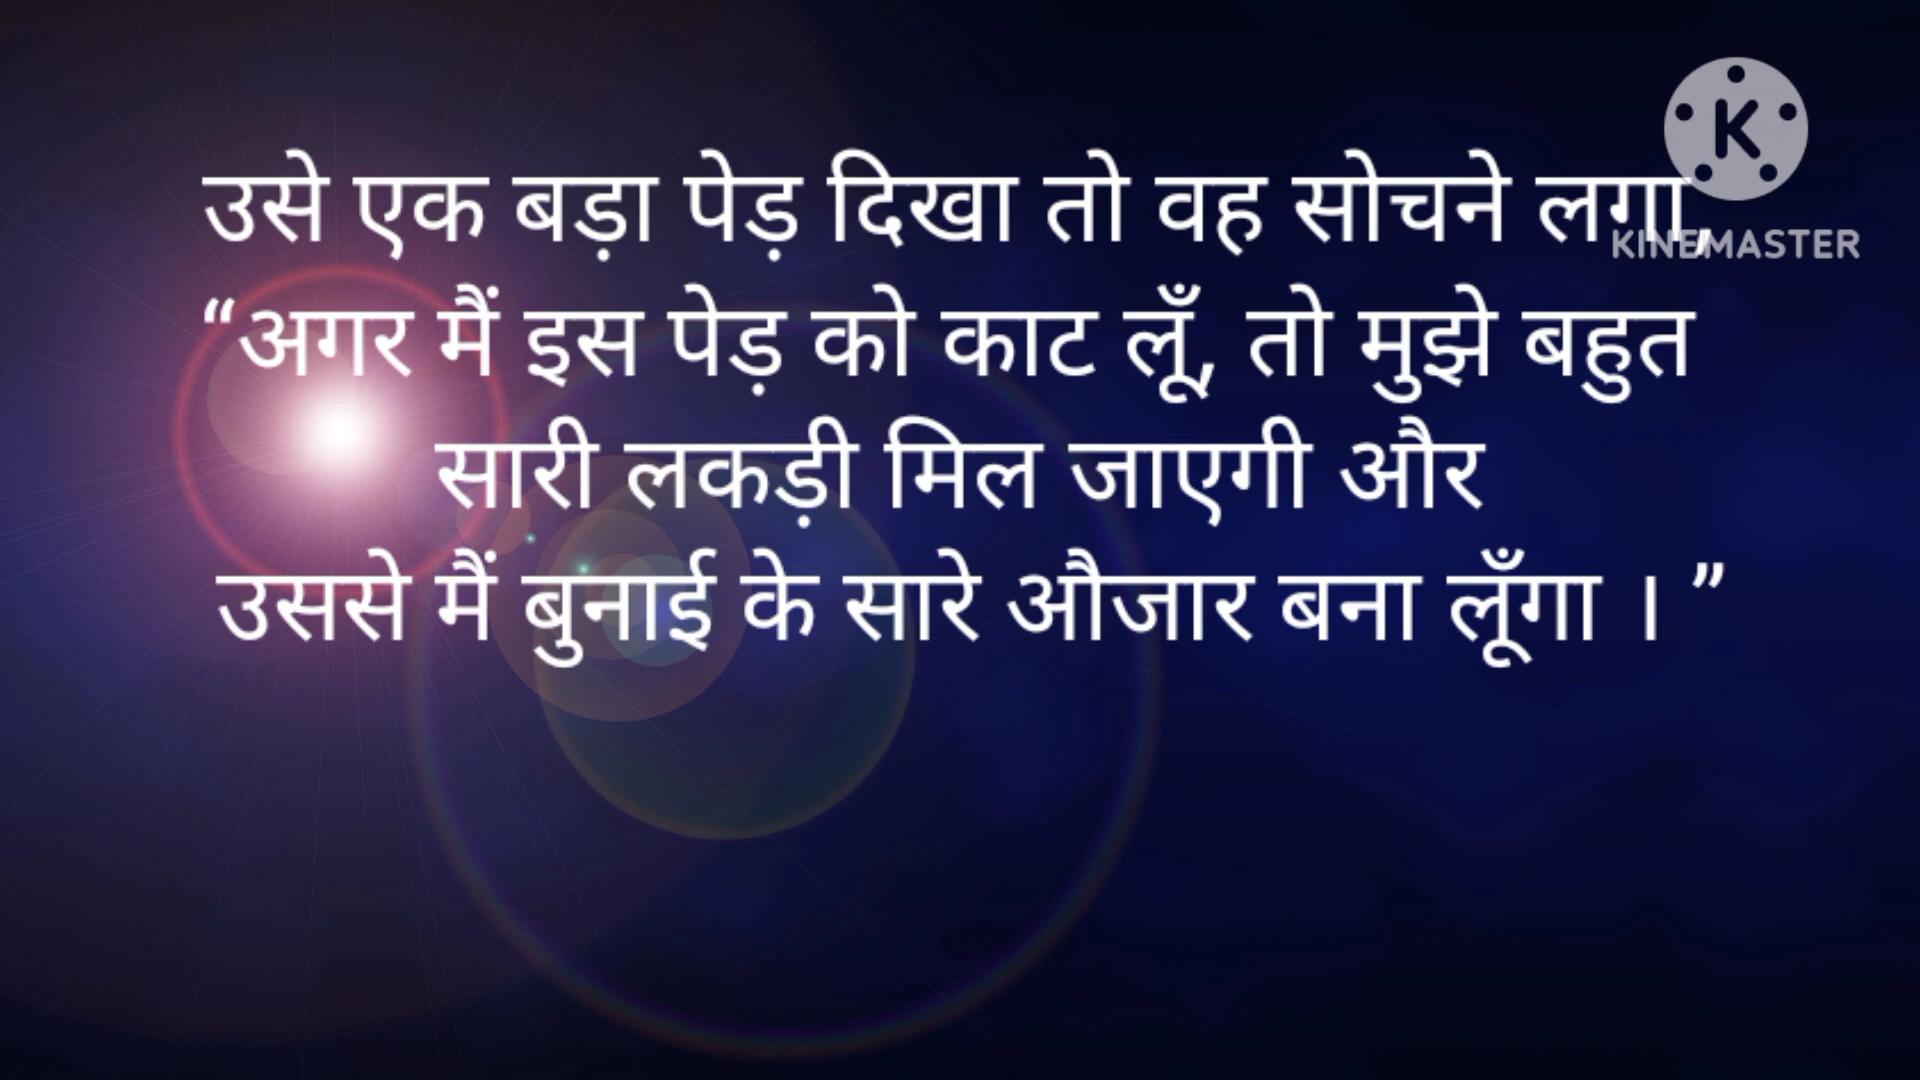 उसे एक बड़ा पेड़ दिखा तो वह सोचने लगा,
“अगर मैं इस पेड़ को काट लूँ, तो मुझे बहुत
सारी लकड़ी मिल जाएगी और
उससे मैं बुनाई के सारे औजार बना लूँगा । ”
K
KINEMASTER